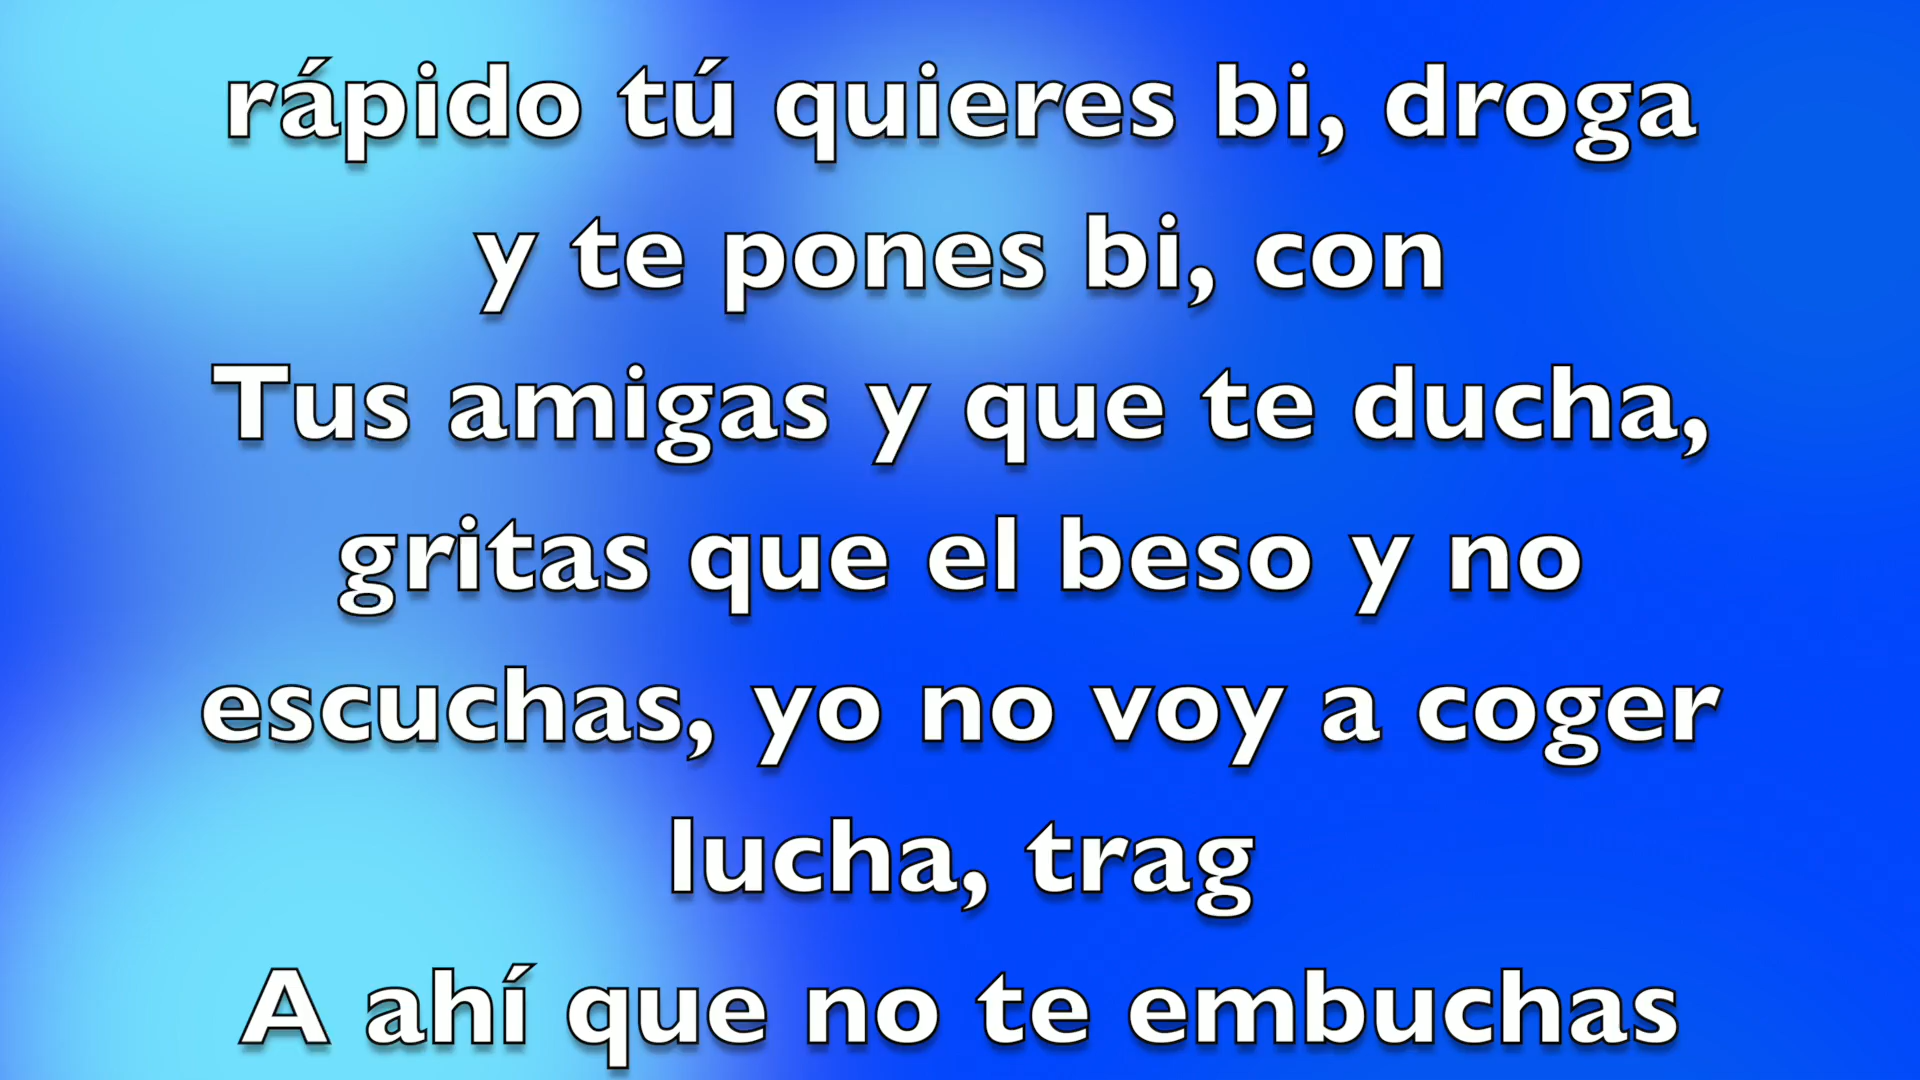 rápido tú quieres bi, droga
y te pones bi, con
Tus amigas y que te ducha,
gritas que el beso y no
escuchas, yo no voy a coger
lucha, trag
A ahí que no te embuchas